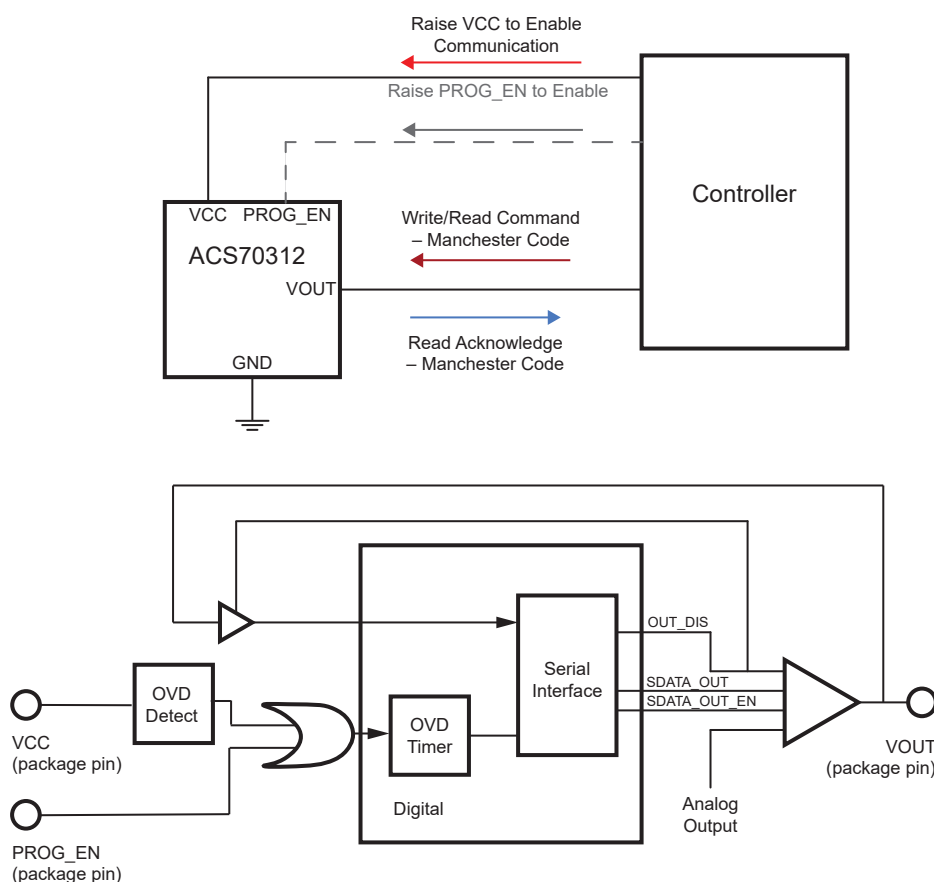 Raise VCC to Enable
Communication
Raise PROG_EN to Enable
Controller
VCC PROG_EN
ACS70312
VOUT
GND
Write/Read Command
– Manchester Code
Read Acknowledge
– Manchester Code
OUT_DIS
SDATA_OUT
SDATA_OUT_EN
Serial
Interface
OVD
Detect
OVD
Timer
Digital
VCC
(package pin)
PROG_EN
(package pin)
Analog
Output
VOUT
(package pin)